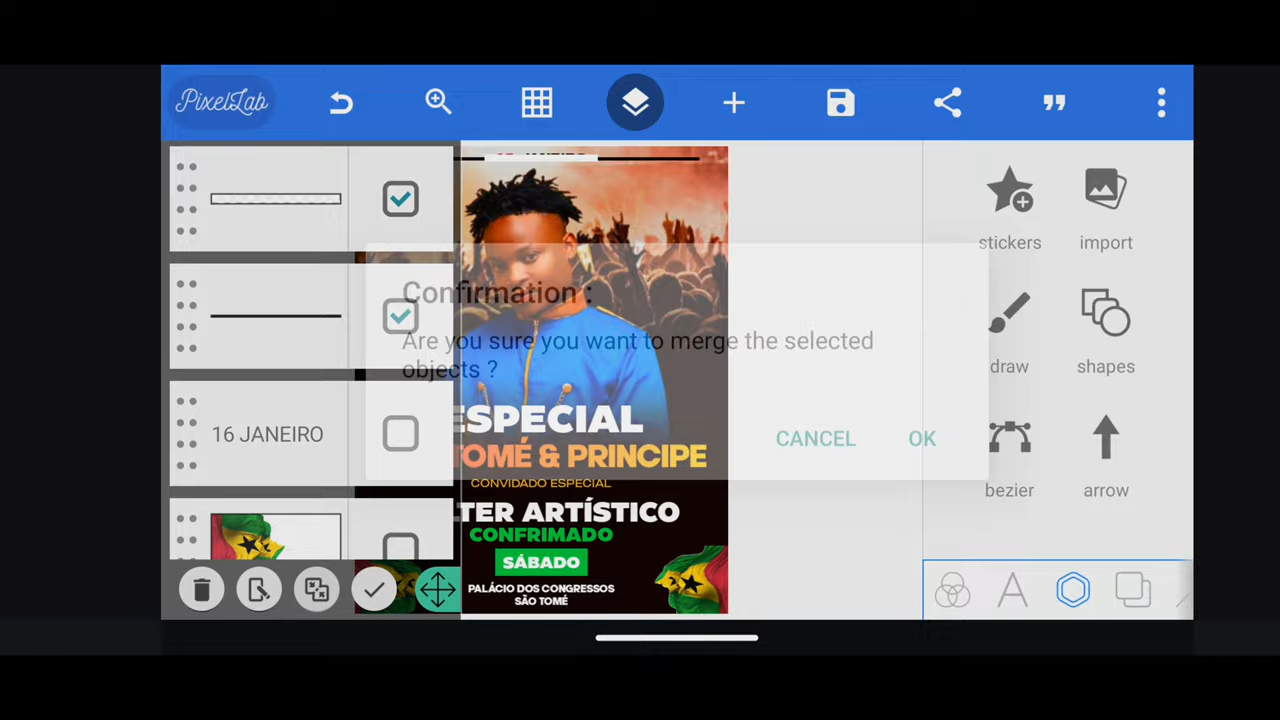 PixelLab
16 JANEIRO
Confirmation :
Are you sure you want to merge the selected
objects ?
CANCEL
OK
ESPECIAL
TOMÉ & PRINCIPE
CONVIDADO ESPECIAL
TER ARTÍSTICO
CONFRIMADO
SÁBADO
PALÁCIO DOS CONGRESSOS
SÃO TOMÉ
stickers
import
draw
shapes
bezier
arrow